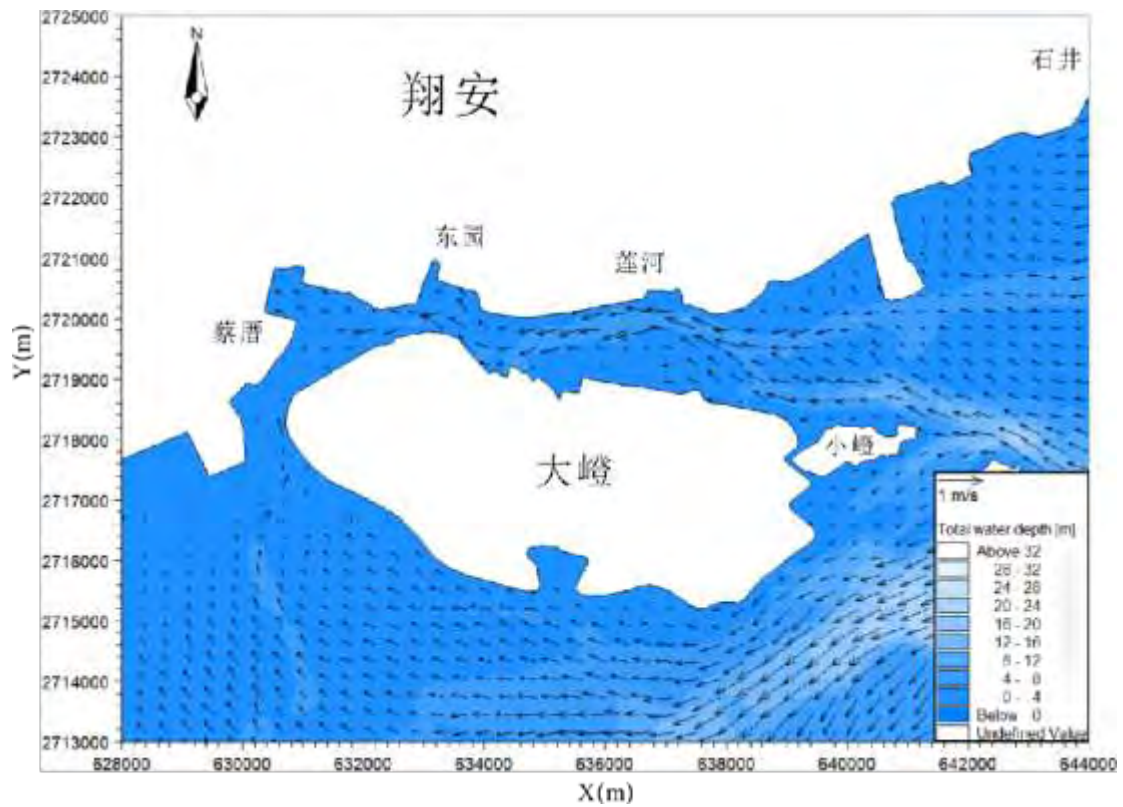 N
石井
翔安
东园
莲河
蔡厝
小嶝
大嶝
2725000
2724000
2723000
2722000
2721000
2720000
2719000
2718000
2717000
2716000
2715000
2714000
2713000
Y(m)
628000 630000 632000 634000 636000 638000 640000 642000 644000
X(m)
1 m/s
Total water depth [m]
Above 32
28 - 32
24 - 28
20 - 24
16 - 20
12 - 16
8 - 12
4 - 8
0 - 4
Below 0
Undefined Value